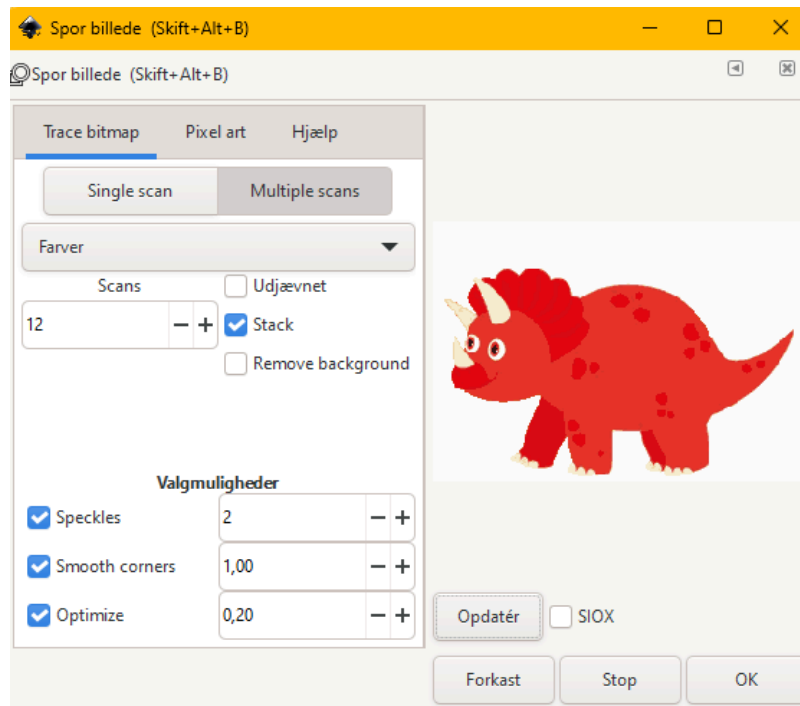 Spor billede (Skift+Alt+B)
Spor billede (Skift+Alt+B)
Trace bitmap Pixel art Hjælp
Single scan Multiple scans
Farver
Scans Udjævnet
12 Stack
Remove background
Valgmuligheder
Speckles 2
Smooth corners 1,00
Optimize 0,20
Opdatér SIOX
Forkast Stop OK